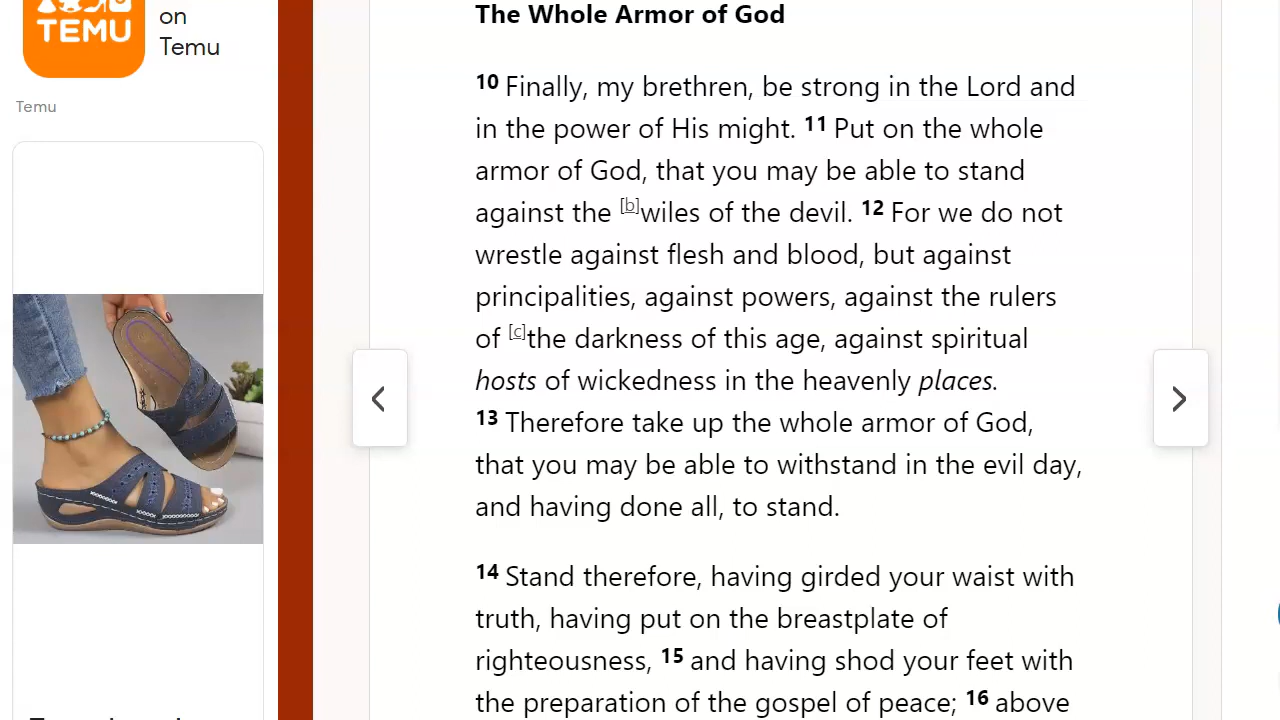 TEMU
on
Temu
Temu
The Whole Armor of God
10 Finally, my brethren, be strong in the Lord and
in the power of His might. 11 Put on the whole
armor of God, that you may be able to stand
against the [b]wiles of the devil. 12 For we do not
wrestle against flesh and blood, but against
principalities, against powers, against the rulers
of [c]the darkness of this age, against spiritual
hosts of wickedness in the heavenly places.
13 Therefore take up the whole armor of God,
that you may be able to withstand in the evil day,
and having done all, to stand.
14 Stand therefore, having girded your waist with
truth, having put on the breastplate of
righteousness, 15 and having shod your feet with
the preparation of the gospel of peace; 16 above